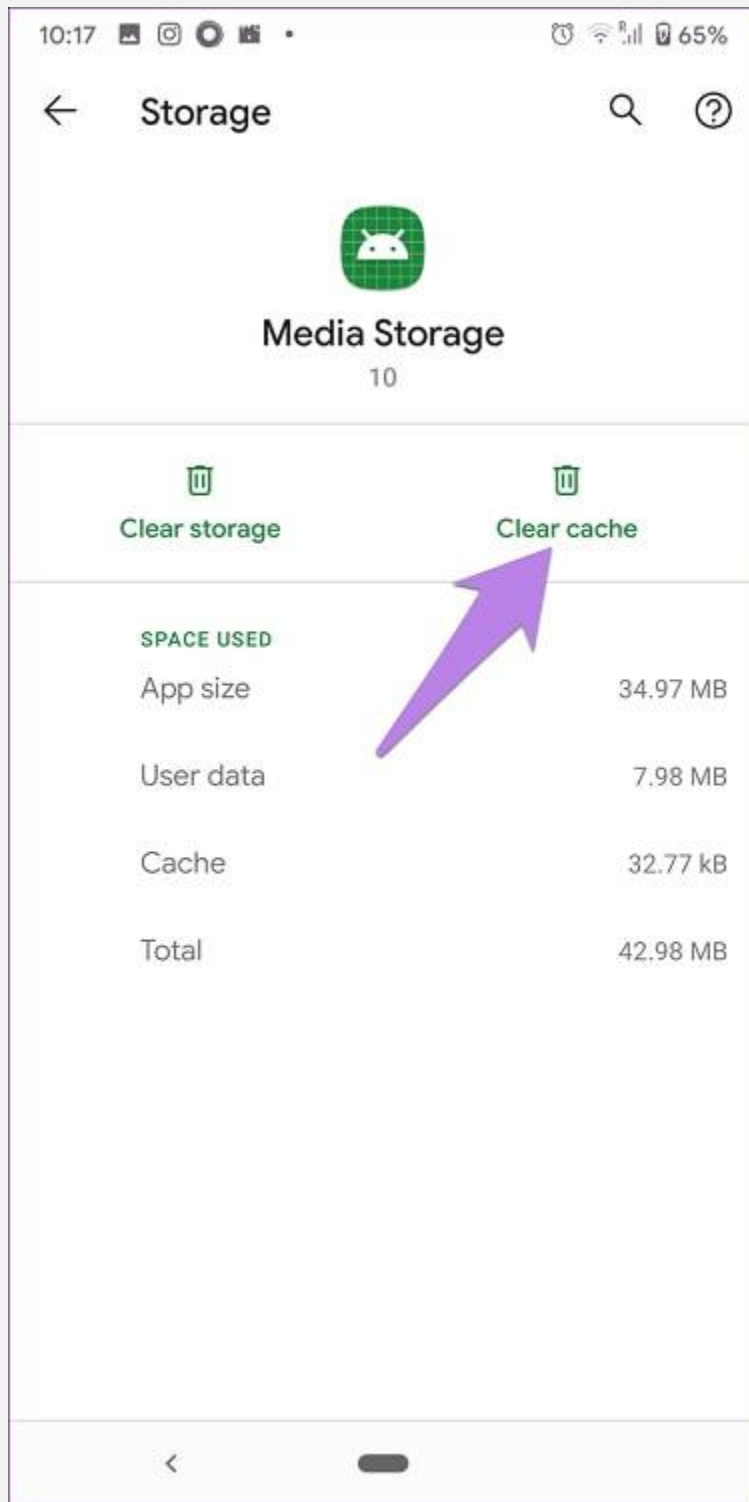 10:17 65%
Storage
Media Storage
10
Clear storage Clear cache
SPACE USED
App size 34.97 MB
User data 7.98 MB
Cache 32.77 kB
Total 42.98 MB